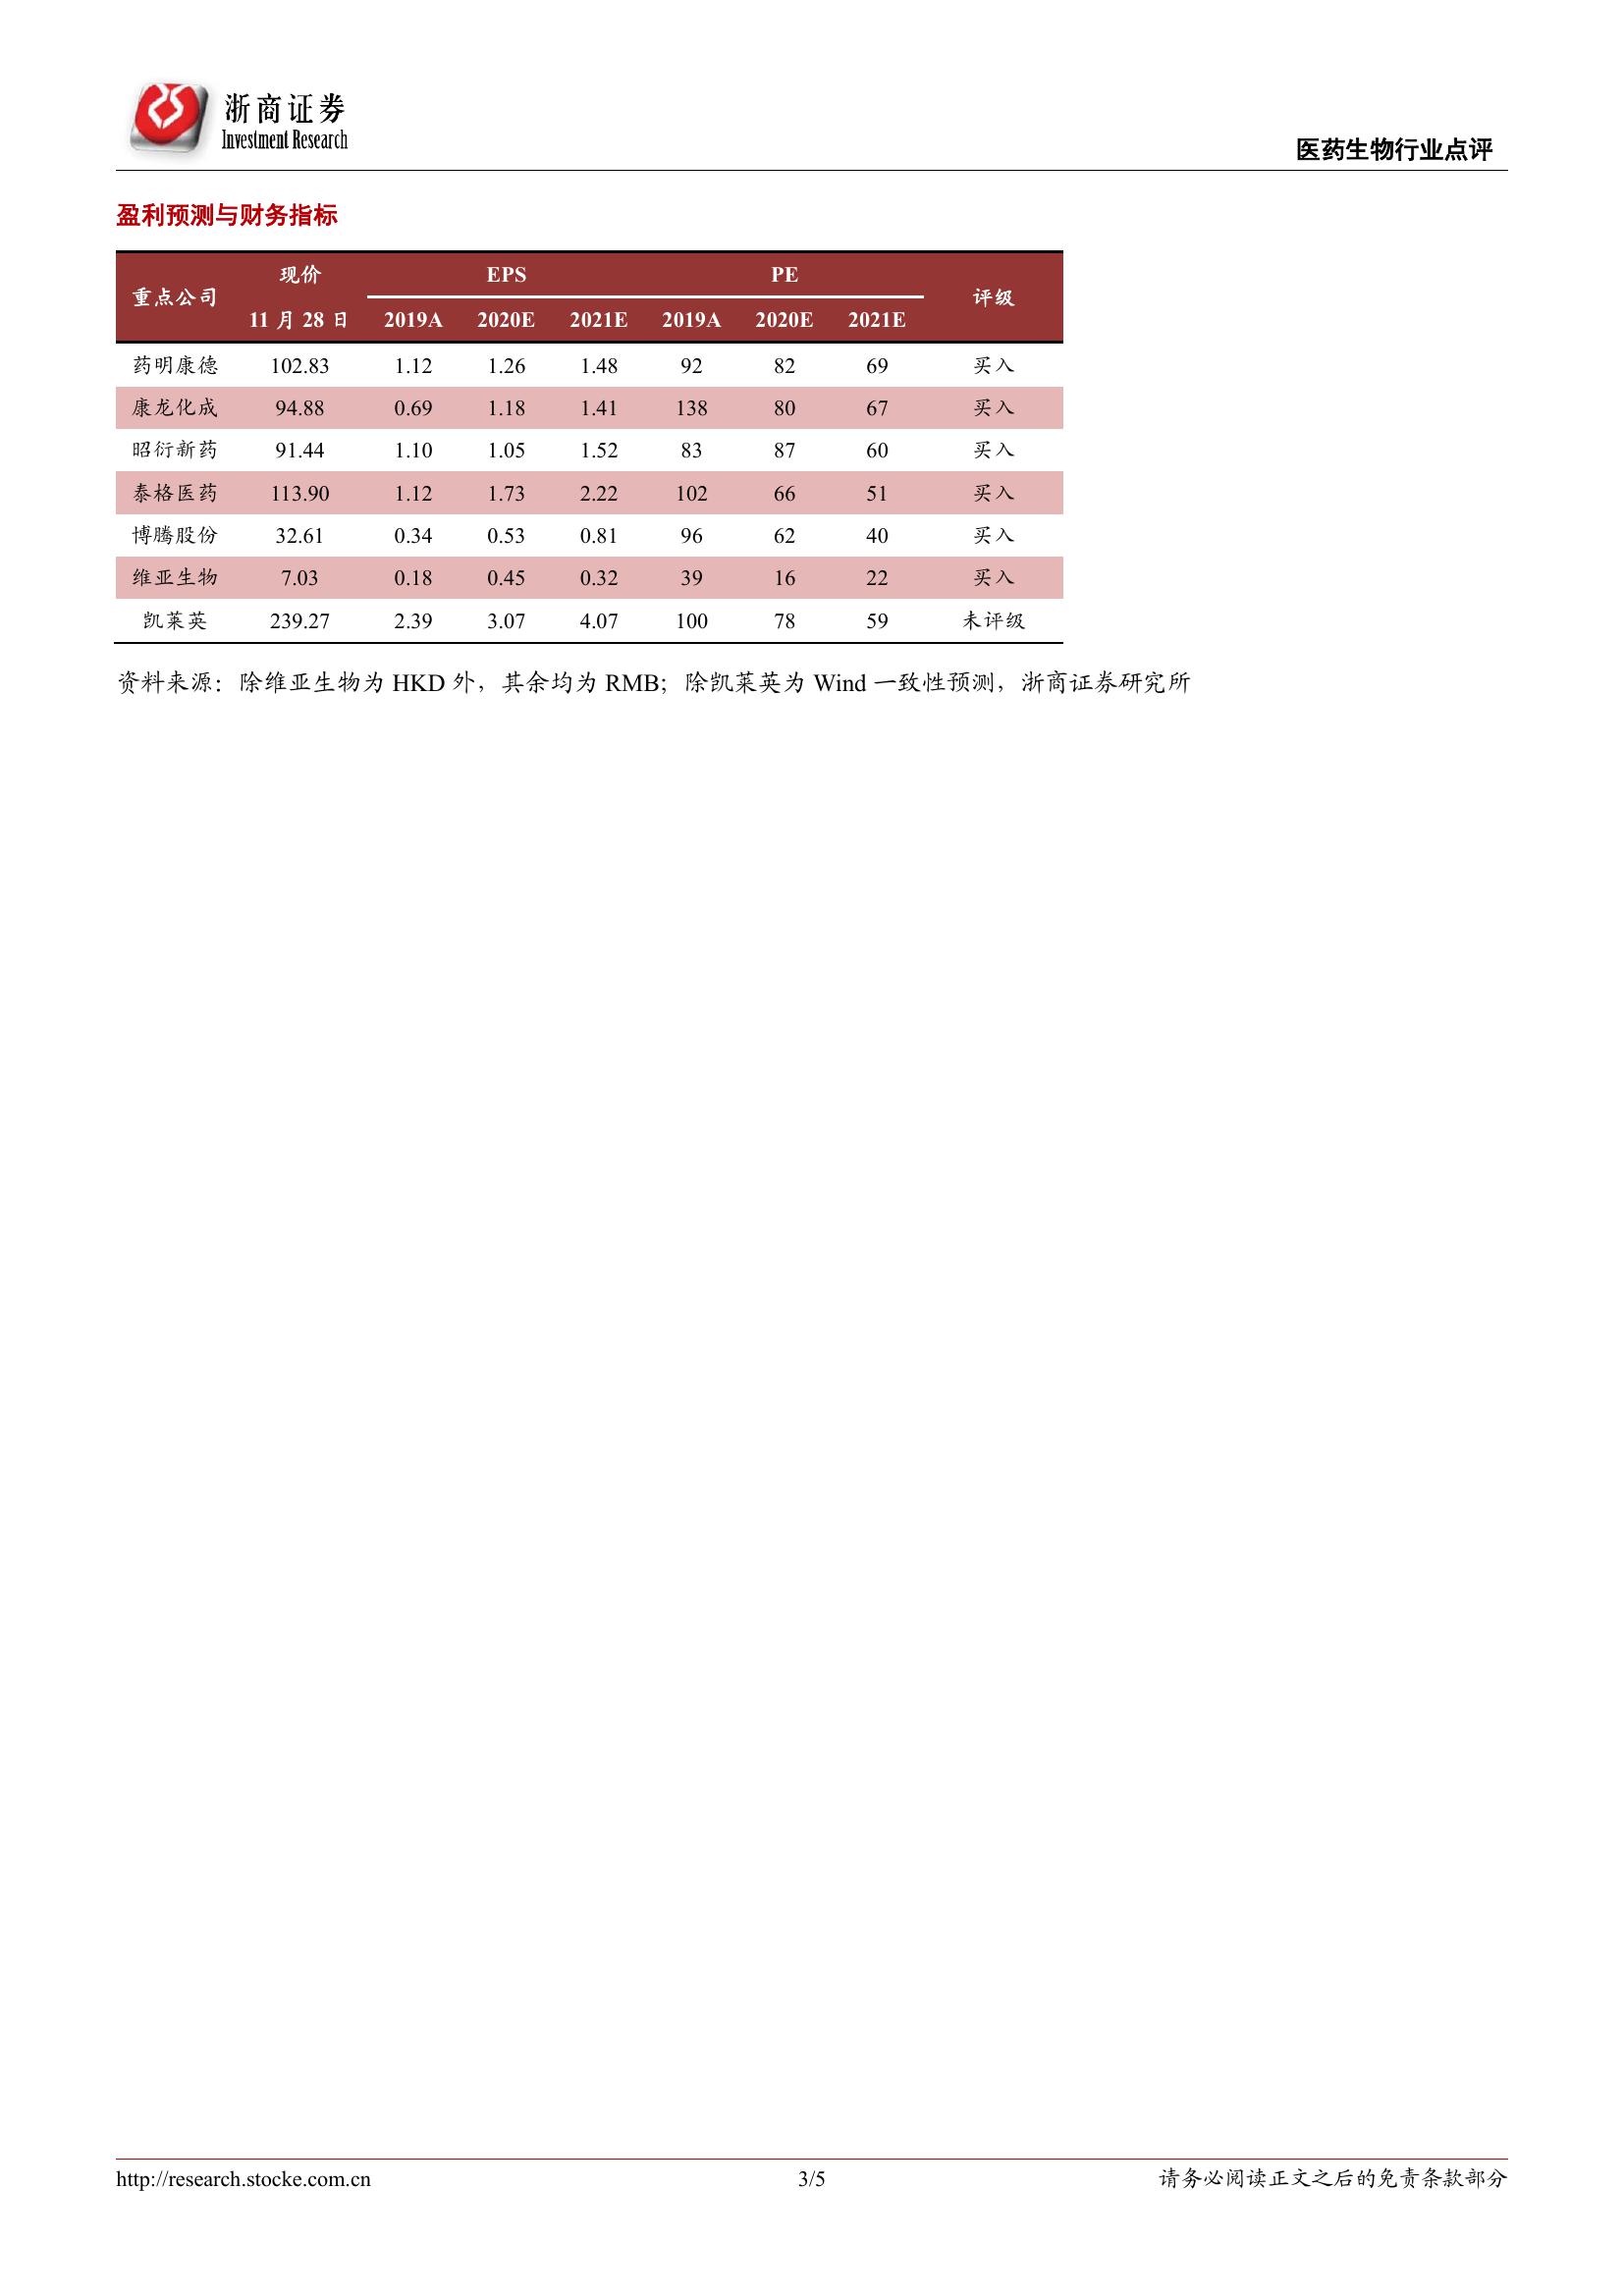 浙商证券
Investment Research
医药生物行业点评
盈利预测与财务指标
重点公司 现价 EPS PE 评级
11 月 28 日 2019A 2020E 2021E 2019A 2020E 2021E
药明康德 102.83 1.12 1.26 1.48 92 82 69 买入
康龙化成 94.88 0.69 1.18 1.41 138 80 67 买入
昭衍新药 91.44 1.10 1.05 1.52 83 87 60 买入
泰格医药 113.90 1.12 1.73 2.22 102 66 51 买入
博腾股份 32.61 0.34 0.53 0.81 96 62 40 买入
维亚生物 7.03 0.18 0.45 0.32 39 16 22 买入
凯莱英 239.27 2.39 3.07 4.07 100 78 59 未评级
资料来源：除维亚生物为 HKD 外，其余均为 RMB；除凯莱英为 Wind 一致性预测，浙商证券研究所
http://research.stocke.com.cn 3/5 请务必阅读正文之后的免责条款部分